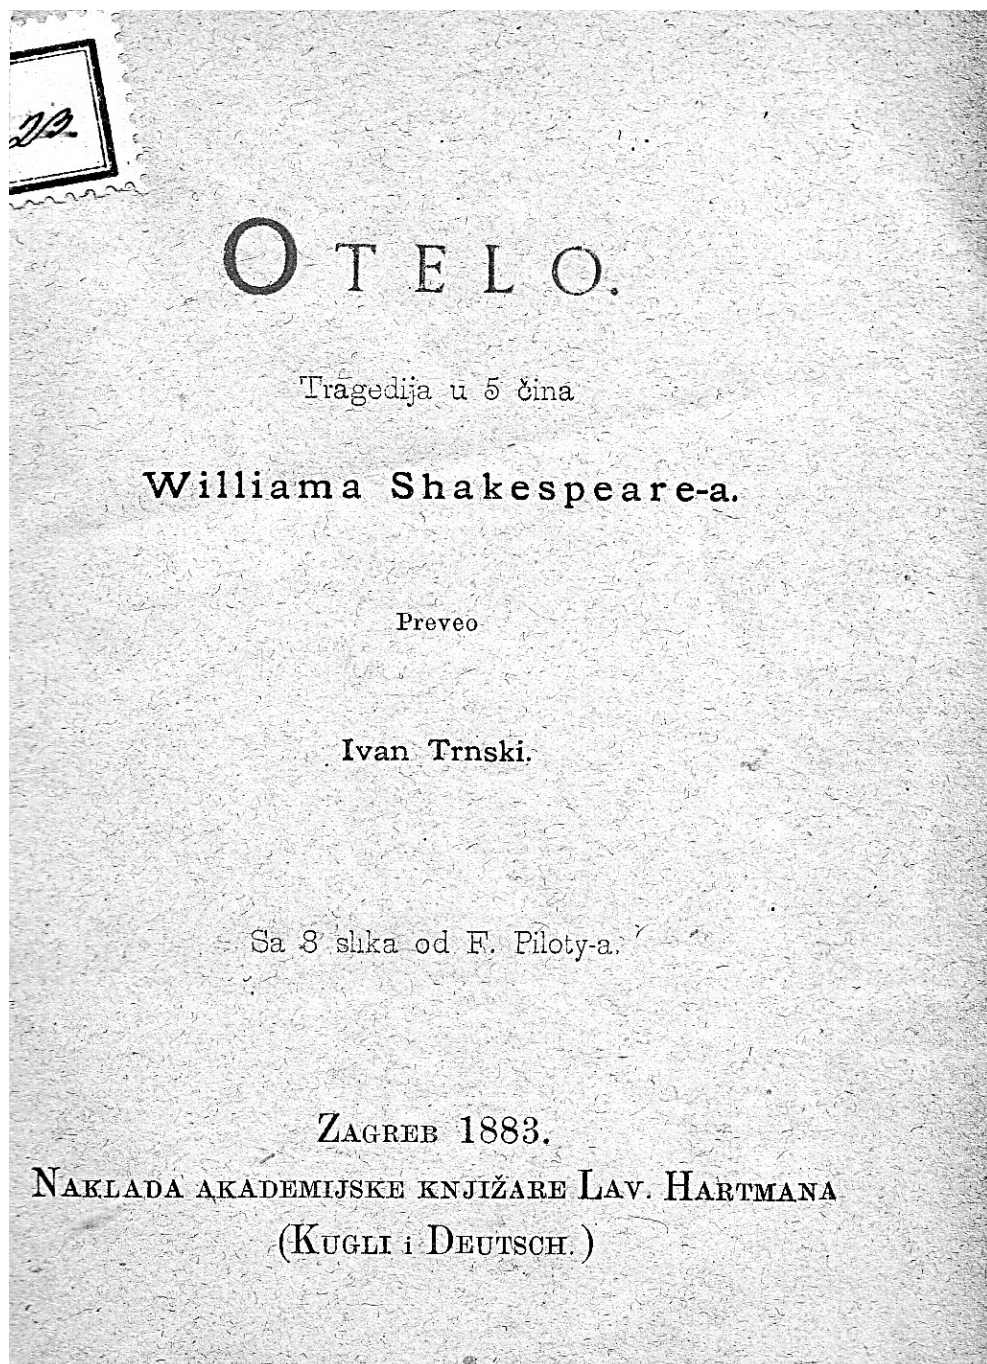 23
OTELO.
Tragedija u 5 čina
Williama Shakespeare-a.
Preveo
Ivan Trnski.
Sa 8 slika od F. Piloty-a.
ZAGREB 1883.
NAKLADA AKADEMIJSKE KNJIŽARE LAV. HARTMANA
(KUGLI i DEUTSCH.)